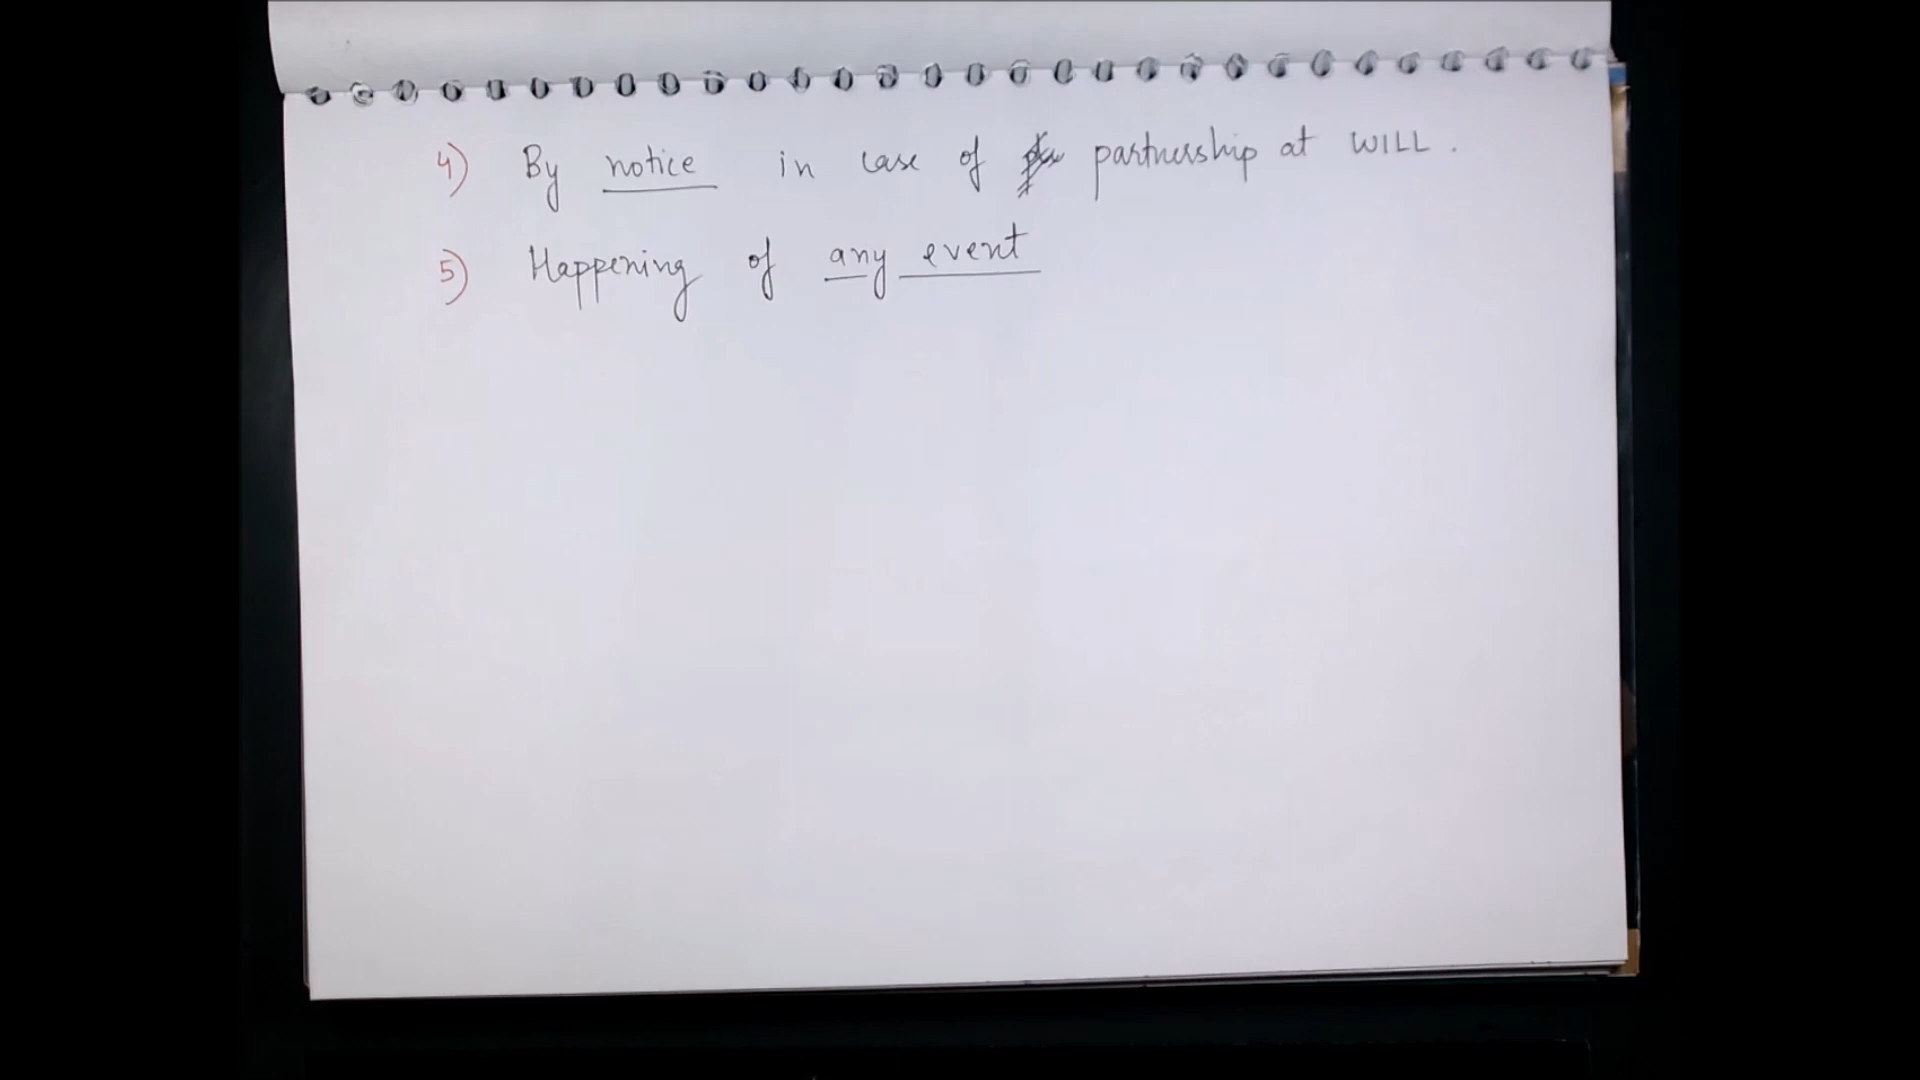 4) By notice in case of partnership at WILL.
5) Happening of any event